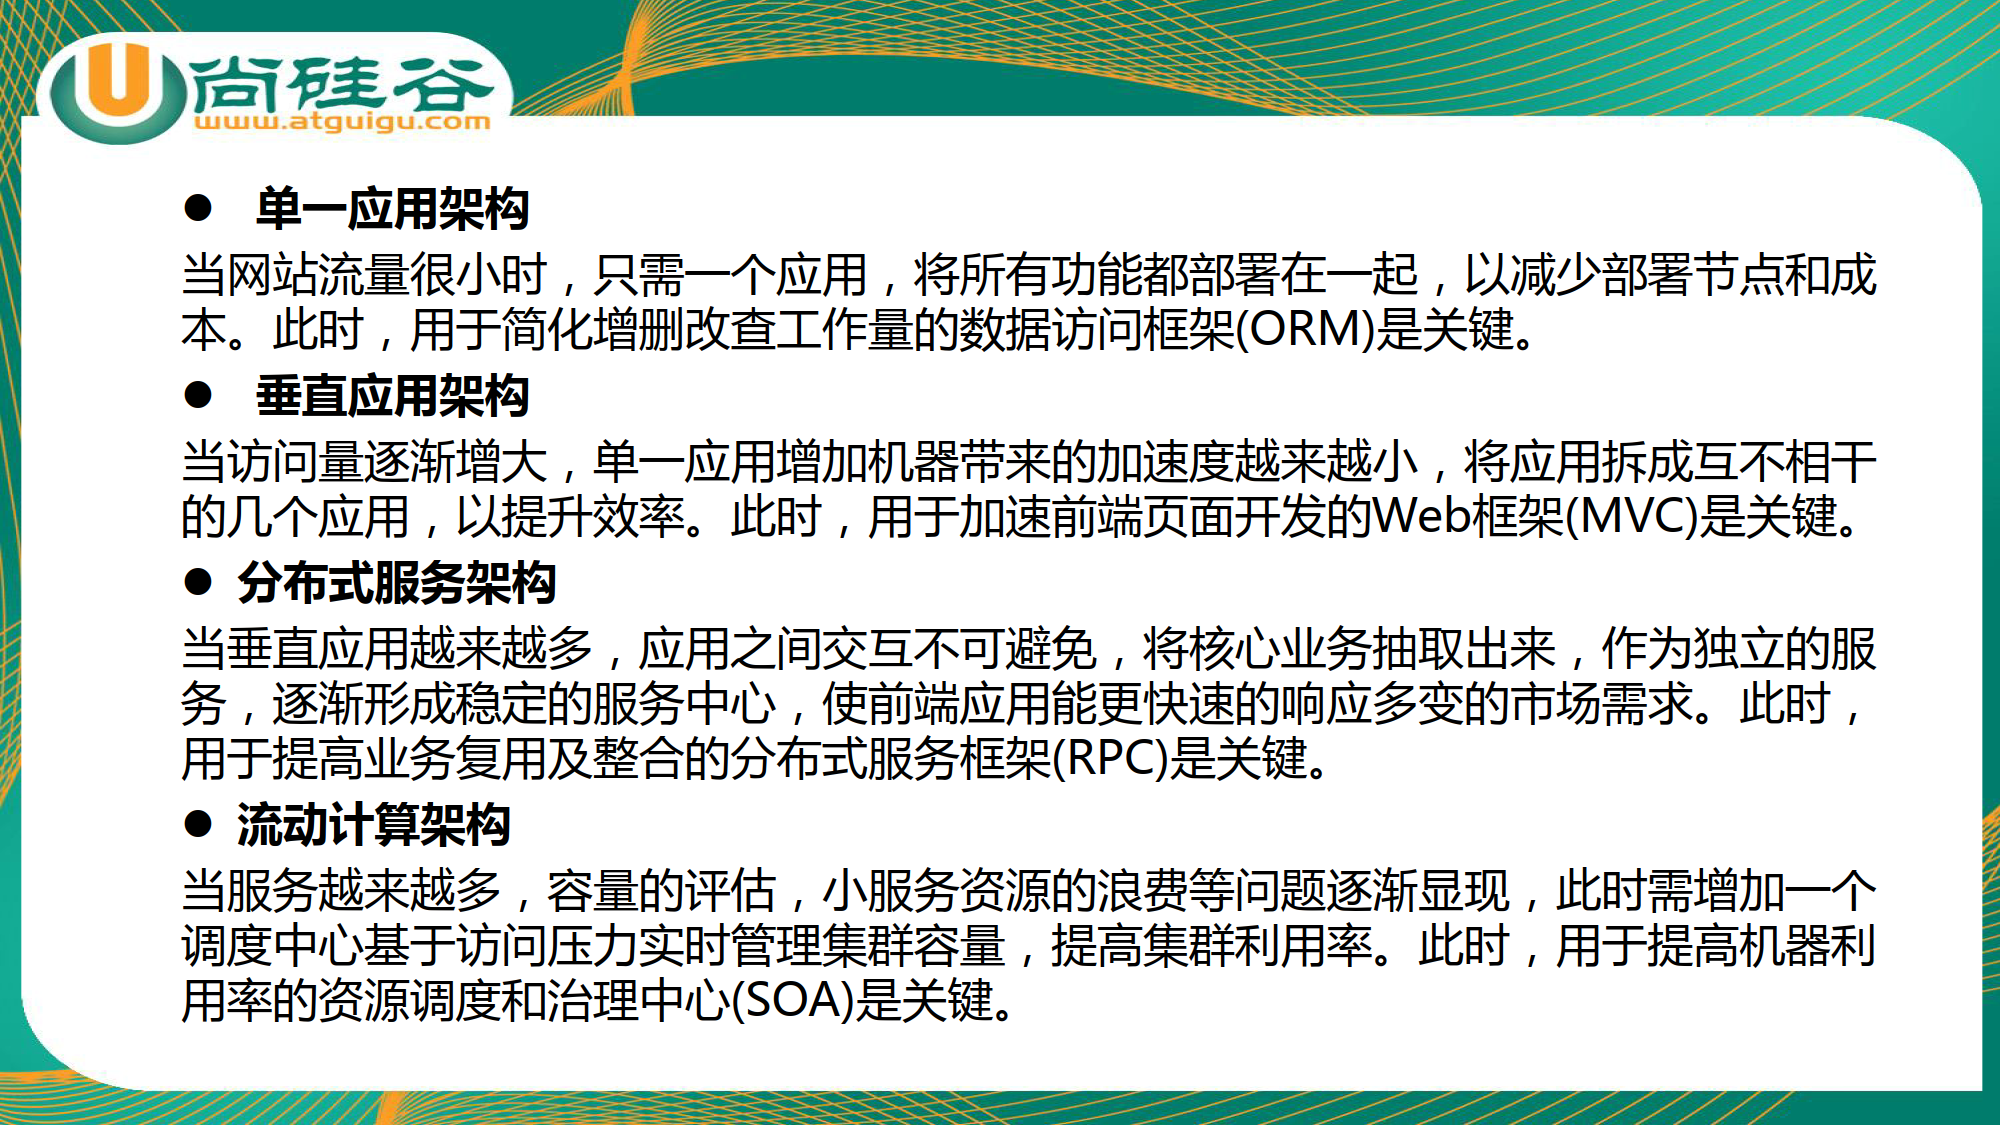 尚硅谷
www.atguigu.com
● 单一应用架构
当网站流量很小时，只需一个应用，将所有功能都部署在一起，以减少部署节点和成
本。此时，用于简化增删改查工作量的数据访问框架(ORM)是关键。
● 垂直应用架构
当访问量逐渐增大，单一应用增加机器带来的加速度越来越小，将应用拆成互不相干
的几个应用，以提升效率。此时，用于加速前端页面开发的Web框架(MVC)是关键。
● 分布式服务架构
当垂直应用越来越多，应用之间交互不可避免，将核心业务抽取出来，作为独立的服
务，逐渐形成稳定的服务中心，使前端应用能更快速的响应多变的市场需求。此时，
用于提高业务复用及整合的分布式服务框架(RPC)是关键。
● 流动计算架构
当服务越来越多，容量的评估，小服务资源的浪费等问题逐渐显现，此时需增加一个
调度中心基于访问压力实时管理集群容量，提高集群利用率。此时，用于提高机器利
用率的资源调度和治理中心(SOA)是关键。